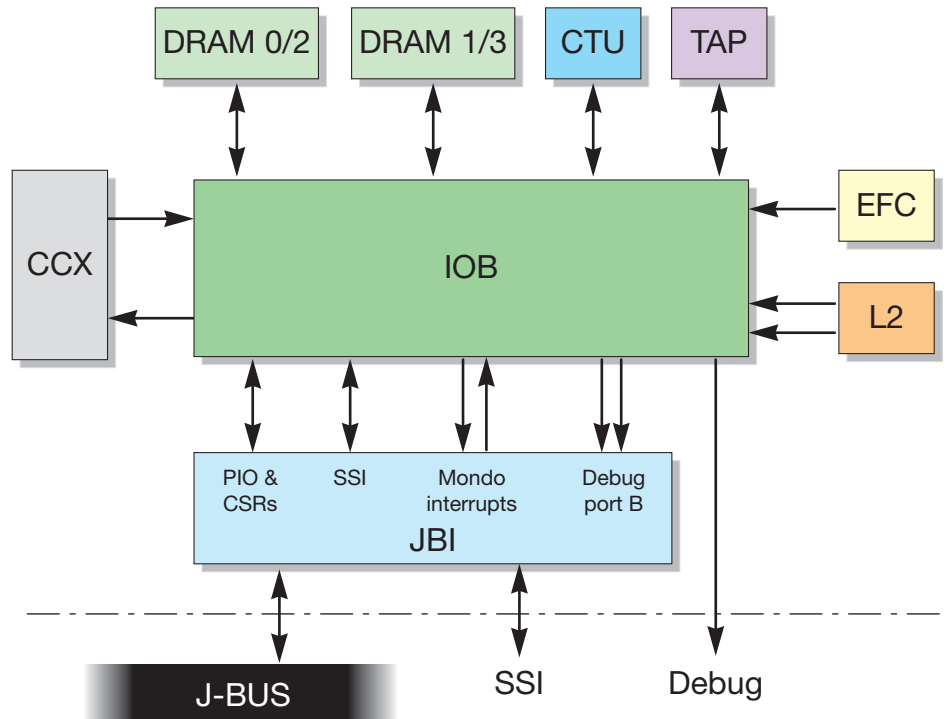 DRAM 0/2
DRAM 1/3
CTU
TAP
CCX
IOB
EFC
L2
PIO &
CSRs
SSI
Mondo
interrupts
Debug
port B
JBI
J-BUS
SSI
Debug